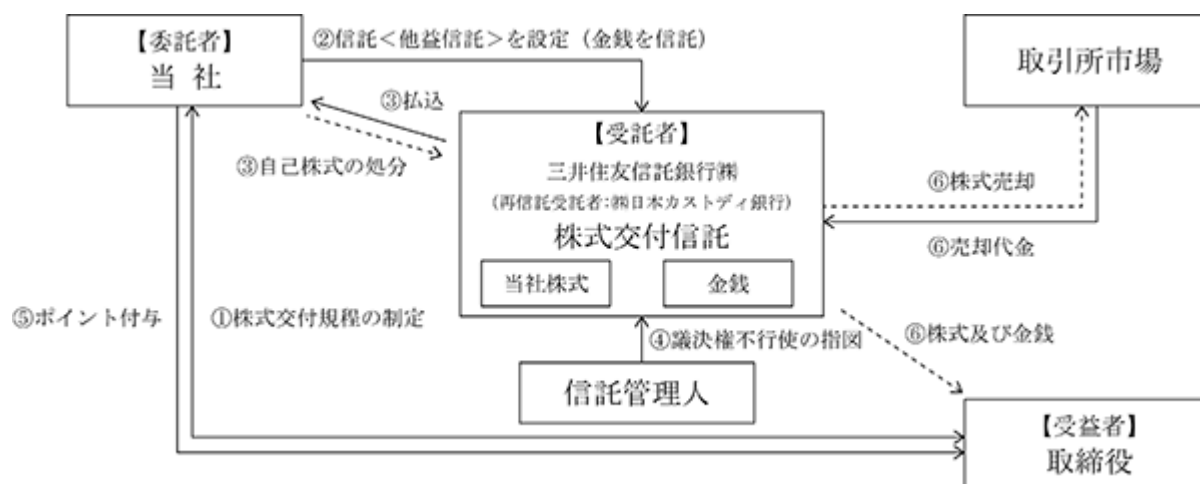 【委託者】
当 社
②信託<他益信託>を設定（金銭を信託）
取引所市場
③払込
③自己株式の処分
【受託者】
三井住友信託銀行㈱
(再信託受託者:㈱日本カストディ銀行)
株式交付信託
当社株式
金銭
⑥株式売却
⑥売却代金
⑤ポイント付与
①株式交付規程の制定
④議決権不行使の指図
⑥株式及び金銭
信託管理人
【受益者】
取締役